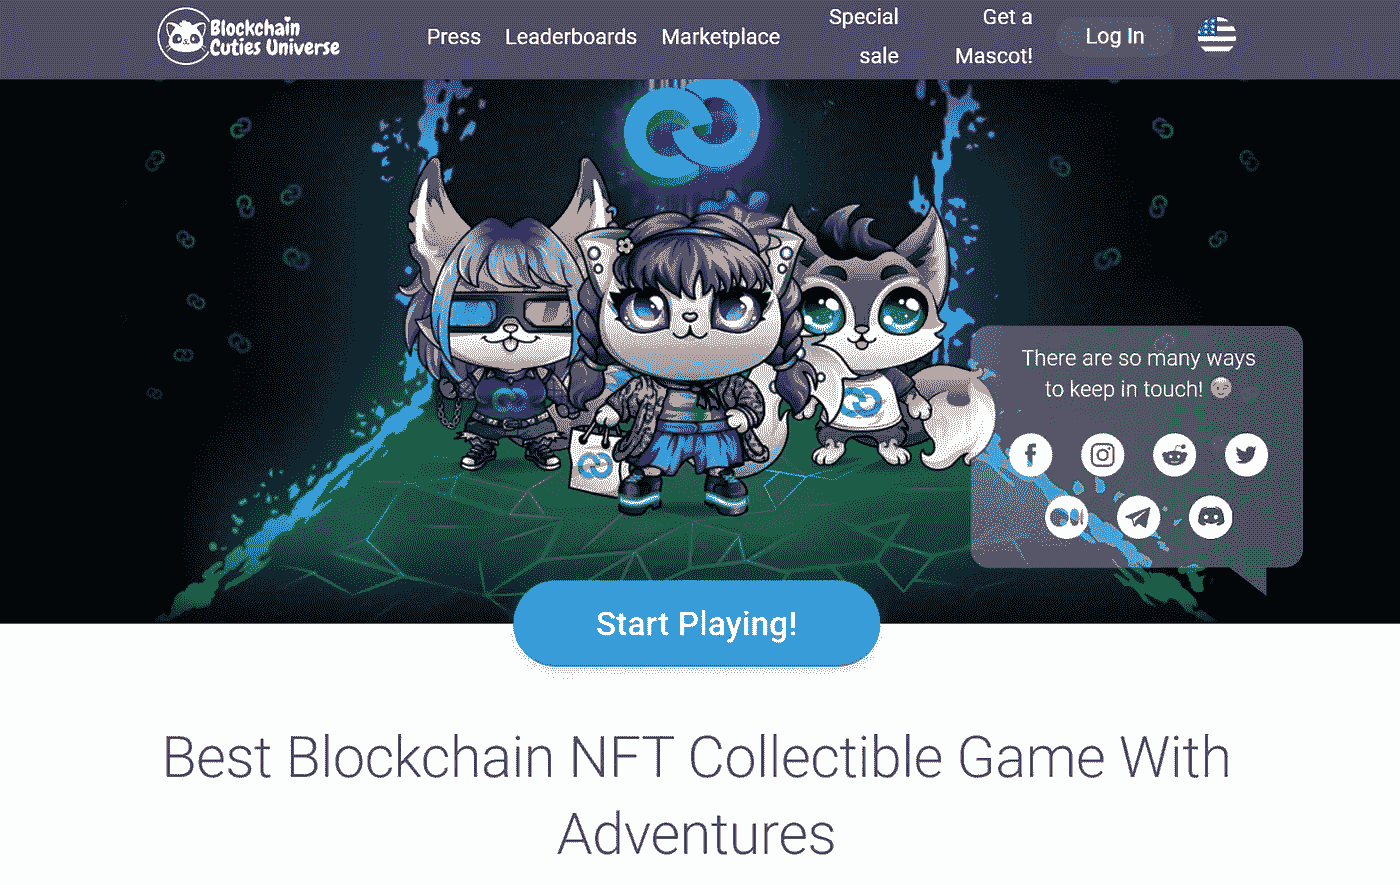 Blockchain
Cuties Universe
Press
Leaderboards
Marketplace
Special
sale
Get a
Mascot!
Log In
There are so many ways
to keep in touch!
Start Playing!
Best Blockchain NFT Collectible Game With
Adventures